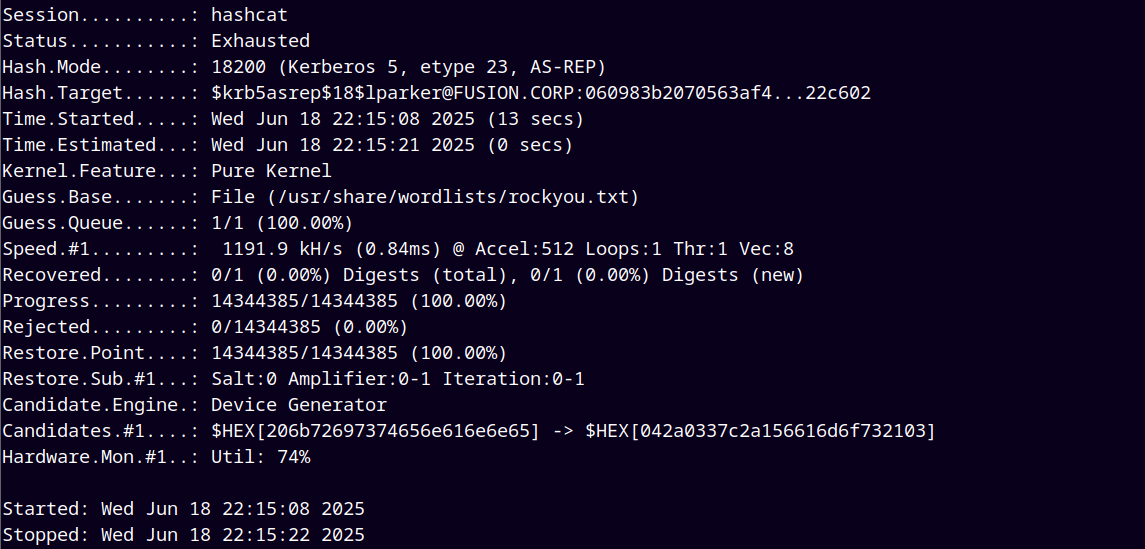 Session..........: hashcat
Status...........: Exhausted
Hash.Mode........: 18200 (Kerberos 5, etype 23, AS-REP)
Hash.Target......: $krb5asrep$18$lparker@FUSION.CORP:060983b2070563af4...22c602
Time.Started.....: Wed Jun 18 22:15:08 2025 (13 secs)
Time.Estimated...: Wed Jun 18 22:15:21 2025 (0 secs)
Kernel.Feature...: Pure Kernel
Guess.Base.......: File (/usr/share/wordlists/rockyou.txt)
Guess.Queue......: 1/1 (100.00%)
Speed.#1.........:  1191.9 kH/s (0.84ms) @ Accel:512 Loops:1 Thr:1 Vec:8
Recovered........: 0/1 (0.00%) Digests (total), 0/1 (0.00%) Digests (new)
Progress.........: 14344385/14344385 (100.00%)
Rejected.........: 0/14344385 (0.00%)
Restore.Point....: 14344385/14344385 (100.00%)
Restore.Sub.#1...: Salt:0 Amplifier:0-1 Iteration:0-1
Candidate.Engine.: Device Generator
Candidates.#1....: $HEX[206b72697374656e616e6e65] -> $HEX[042a0337c2a156616d6f732103]
Hardware.Mon.#1..: Util: 74%
Started: Wed Jun 18 22:15:08 2025
Stopped: Wed Jun 18 22:15:22 2025